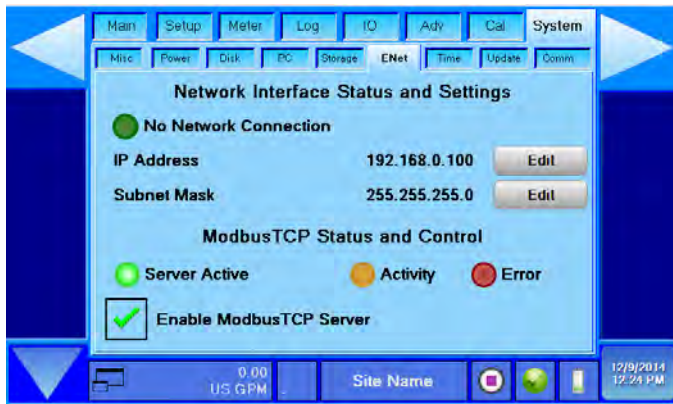 Main Setup Meter Log IO Adv Cal System
Misc Power Disk PC Storage ENet Time Update Comm
Network Interface Status and Settings
No Network Connection
IP Address 192.168.0.100 Edit
Subnet Mask 255.255.255.0 Edit
ModbusTCP Status and Control
Server Active Activity Error
Enable ModbusTCP Server
0.00
US GPM
Site Name
12/9/2014
12:24 PM